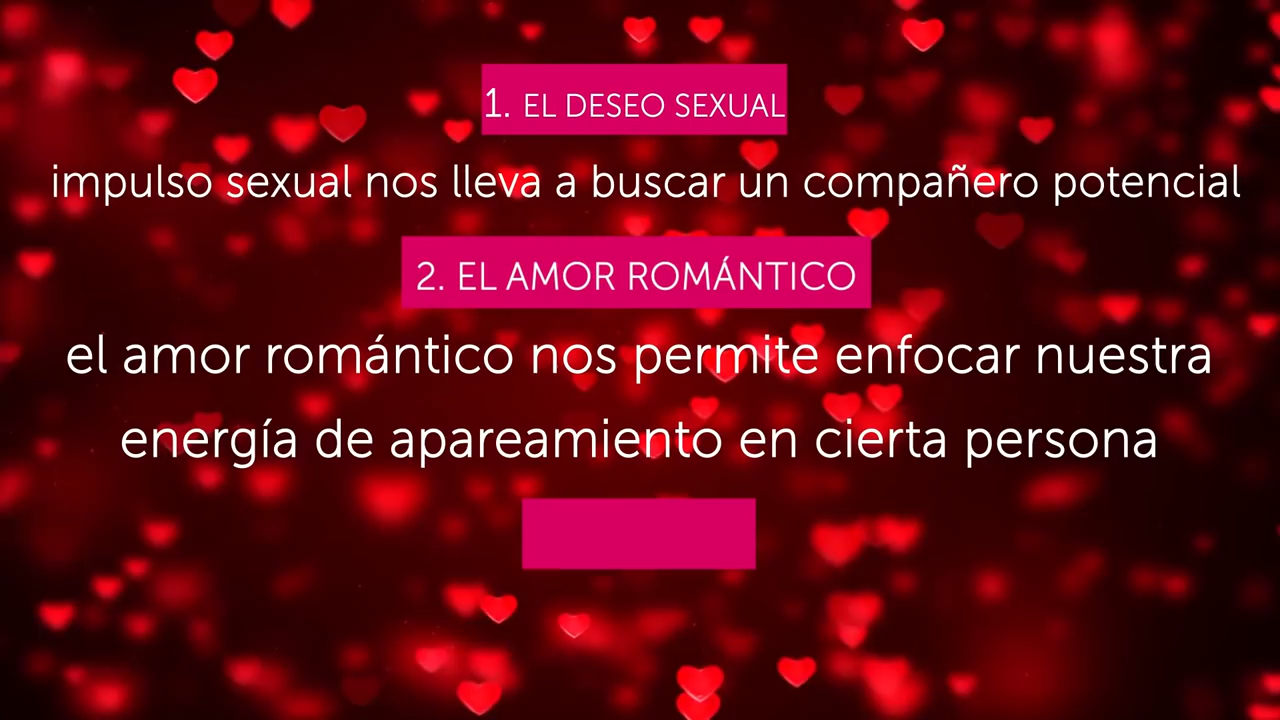 1. EL DESEO SEXUAL
impulso sexual nos lleva a buscar un compañero potencial
2. EL AMOR ROMÁNTICO
el amor romántico nos permite enfocar nuestra
energía de apareamiento en cierta persona